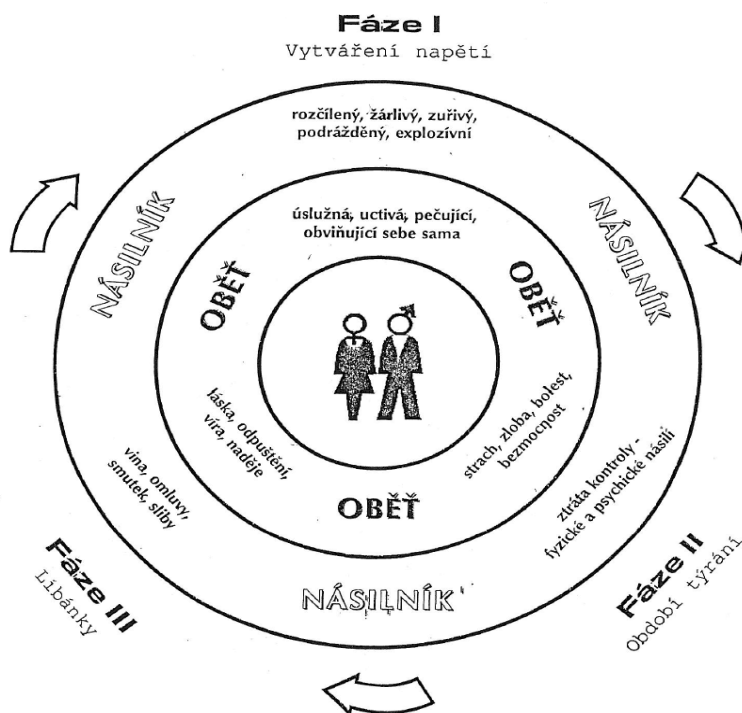 Fáze I
Vytváření napětí
rozčílený, žárlivý, zuřivý,
podrážděný, explozívní
NÁSILNÍK
NÁSILNÍK
úslužná, uctivá, pečující,
obviňující sebe sama
OBĚŤ
OBĚŤ
láska, odpuštění,
víra, naděje
strach, zloba, bolest,
bezmocnost
vina, omluvy,
smutek, sliby
ztráta kontroly -
fyzické a psychické násilí
OBĚŤ
NÁSILNÍK
Fáze III
Líbánky
Fáze II
Období týrání